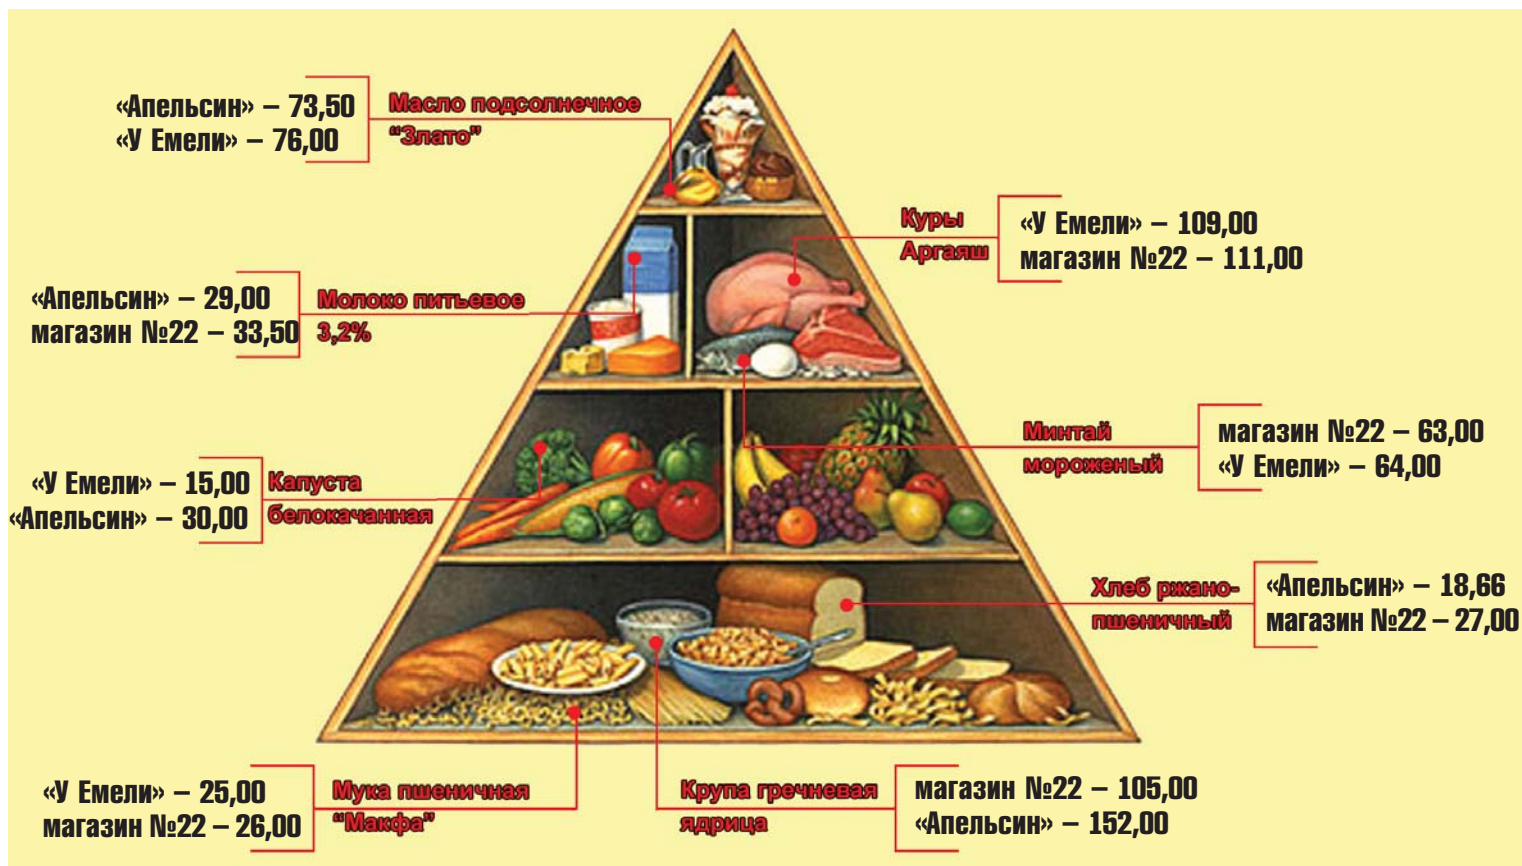 «Апельсин» – 73,50
«У Емели» – 76,00
Масло подсолнечное
“Злато”
Куры
Аргаяш
«У Емели» – 109,00
магазин №22 – 111,00
«Апельсин» – 29,00
магазин №22 – 33,50
Молоко питьевое
3,2%
Минтай
мороженый
магазин №22 – 63,00
«У Емели» – 64,00
«У Емели» – 15,00
«Апельсин» – 30,00
Капуста
белокачанная
Хлеб ржано-
пшеничный
«Апельсин» – 18,66
магазин №22 – 27,00
«У Емели» – 25,00
магазин №22 – 26,00
Мука пшеничная
“Макфа”
Крупа гречневая
ядрица
магазин №22 – 105,00
«Апельсин» – 152,00